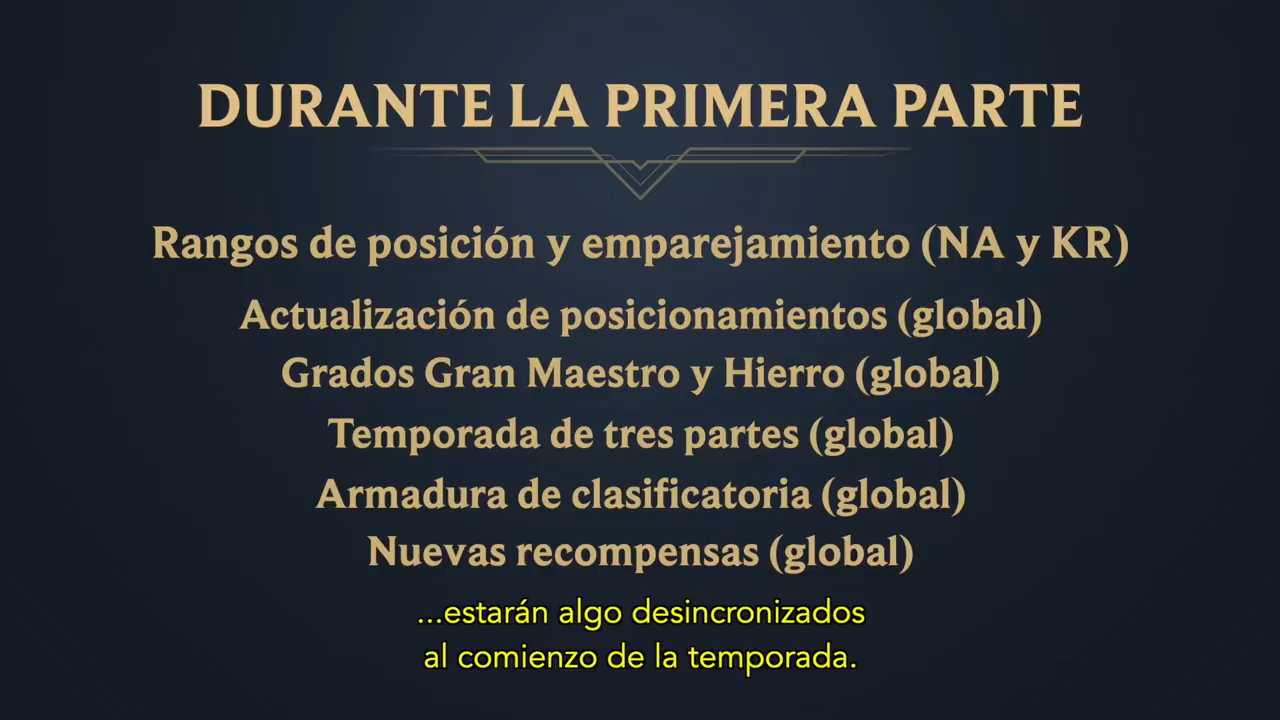 DURANTE LA PRIMERA PARTE
Rangos de posición y emparejamiento (NA y KR)
Actualización de posicionamientos (global)
Grados Gran Maestro y Hierro (global)
Temporada de tres partes (global)
Armadura de clasificatoria (global)
Nuevas recompensas (global)
...estarán algo desincronizados
al comienzo de la temporada.